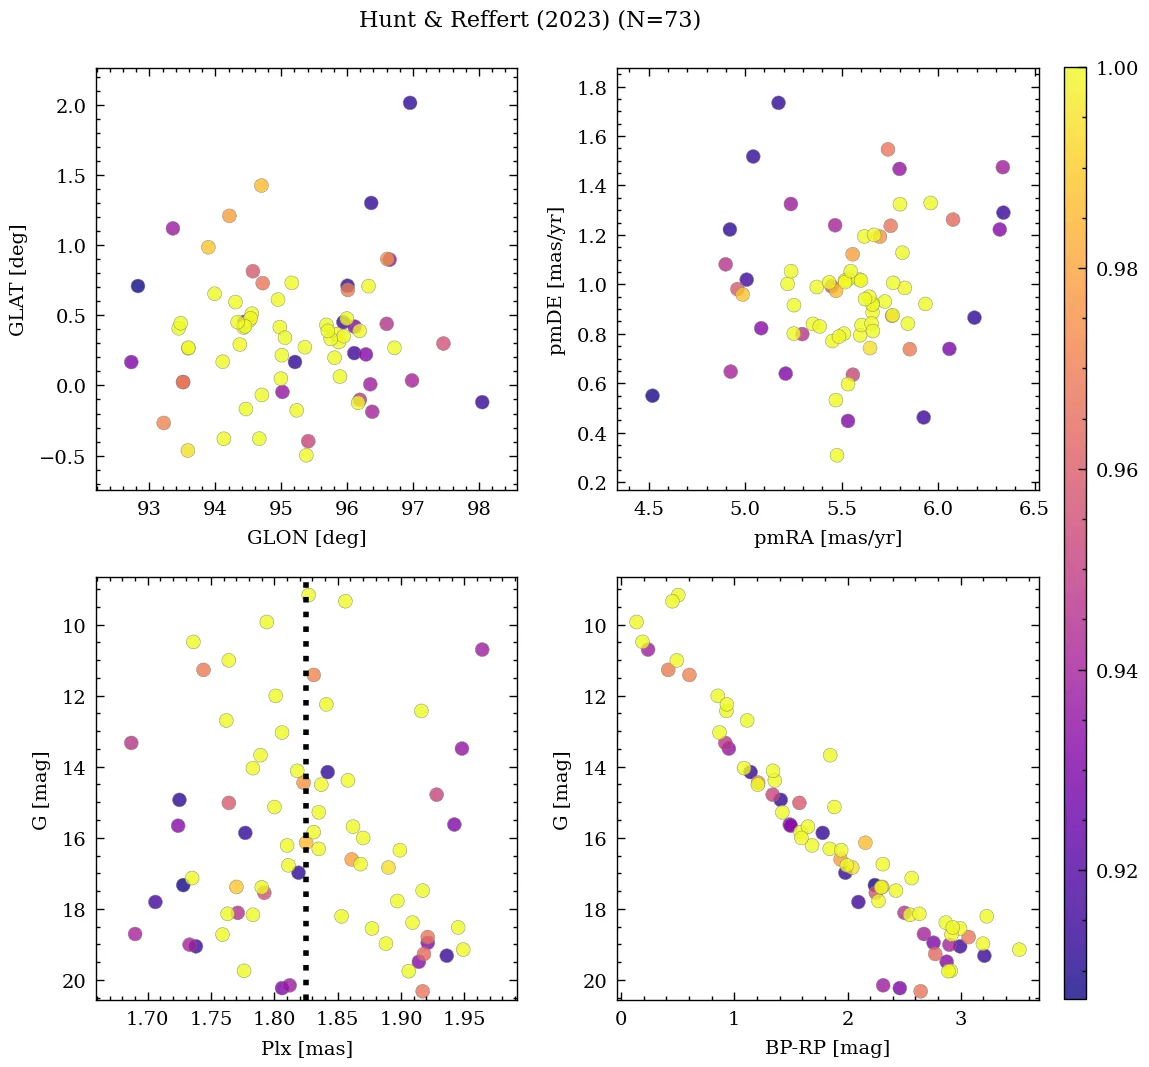 Hunt & Reffert (2023) (N=73)
2.0
1.5
1.0
0.5
0.0
−0.5
GLAT [deg]
93 94 95 96 97 98
GLON [deg]
1.8
1.6
1.4
1.2
1.0
0.8
0.6
0.4
0.2
pmDE [mas/yr]
4.5 5.0 5.5 6.0 6.5
pmRA [mas/yr]
1.00
0.98
0.96
0.94
0.92
10
12
14
16
18
20
G [mag]
1.70 1.75 1.80 1.85 1.90 1.95
Plx [mas]
10
12
14
16
18
20
G [mag]
0 1 2 3
BP-RP [mag]